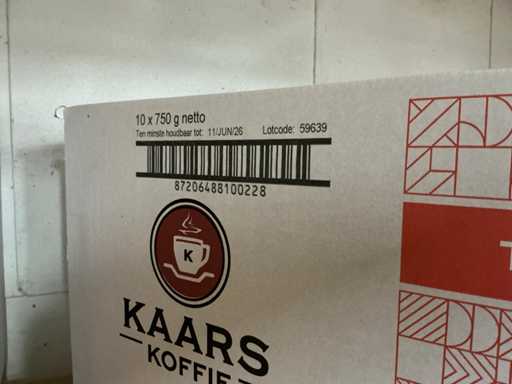 10 x 750 g netto
Ten minste houdbaar tot: 11/JUN/26 Lotcode: 59639
87206488100228
K
KAARS
KOFFIE
T